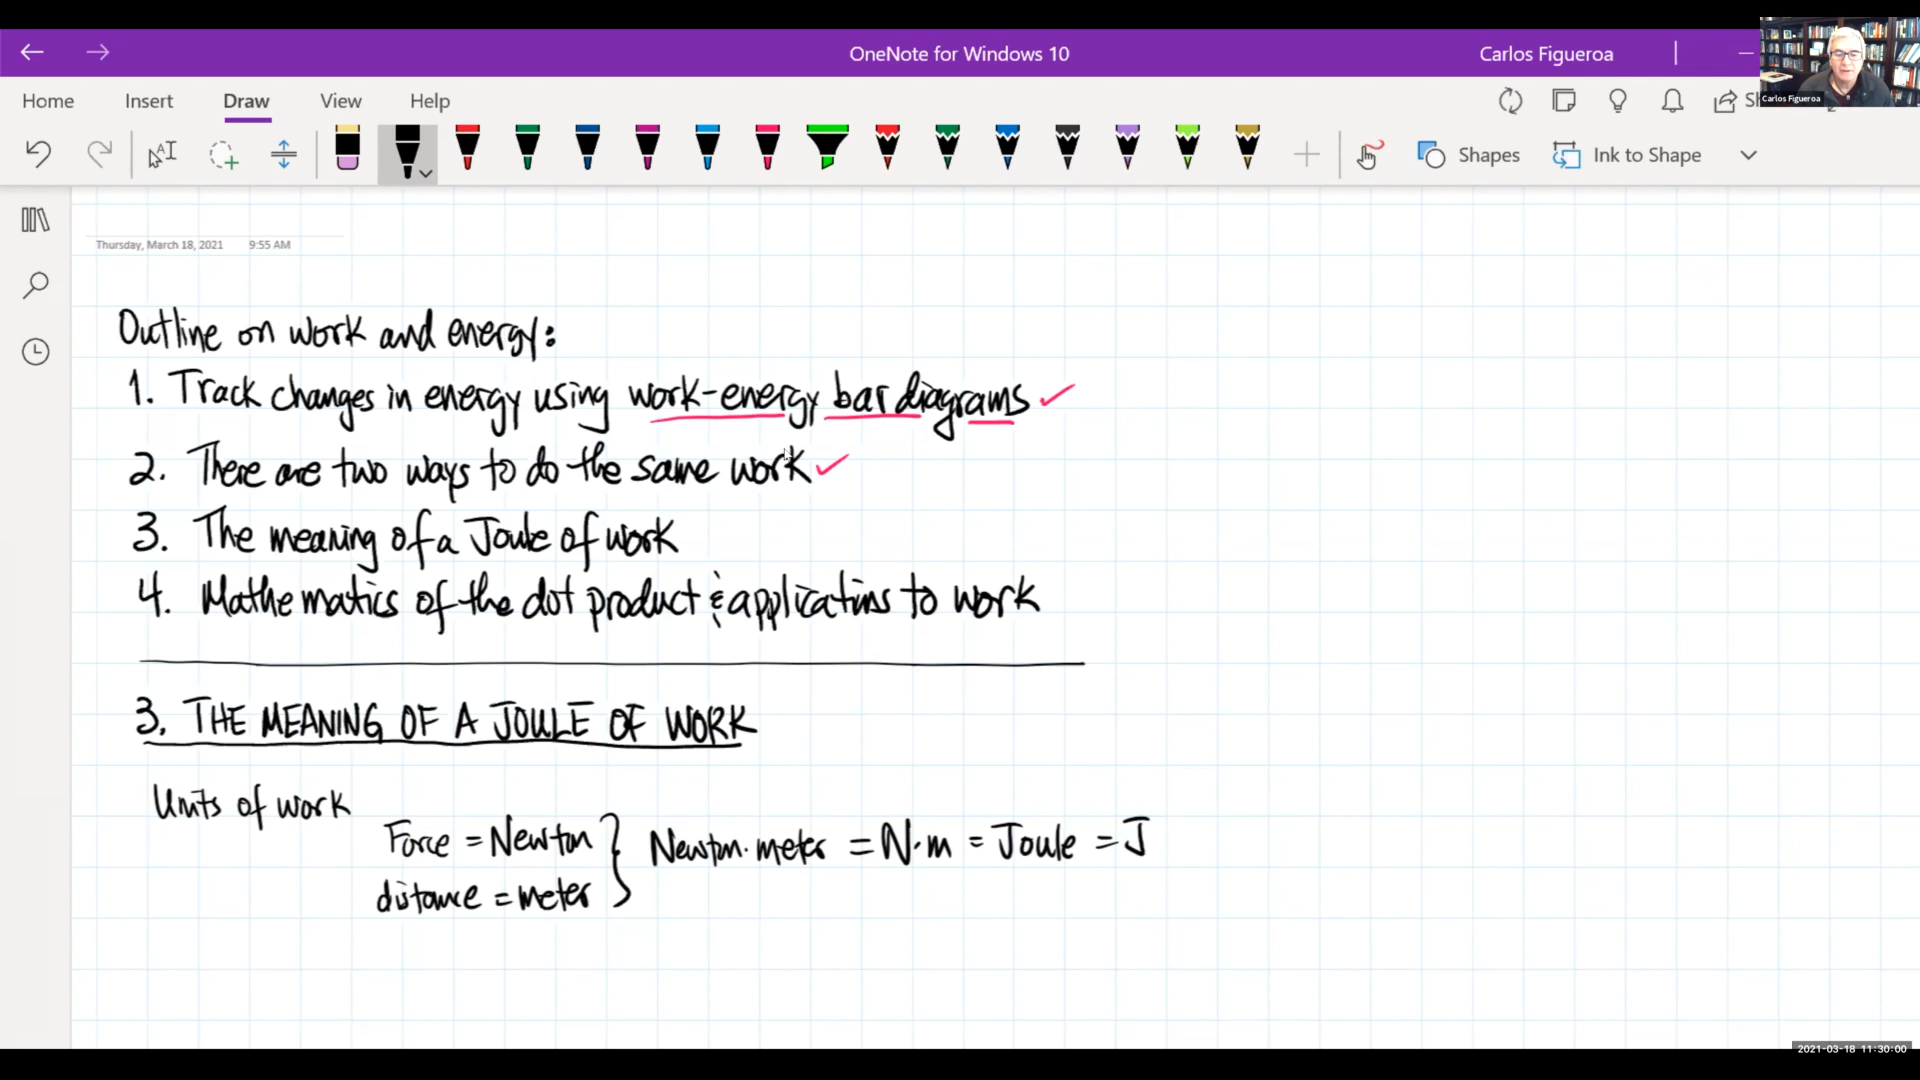 OneNote for Windows 10
Carlos Figueroa
Home Insert Draw View Help
Carlos Figueroa
Shapes Ink to Shape
Thursday, March 18, 2021 9:55 AM
Outline on work and energy:
1. Track changes in energy using work-energy bar diagrams ✓
2. There are two ways to do the same work ✓
3. The meaning of a Joule of work
4. Mathematics of the dot product & applications to work
3. THE MEANING OF A JOULE OF WORK
Units of work
Force = Newton
distance = meter
} Newton·meter = N·m = Joule = J
2021-03-18 11:30:00